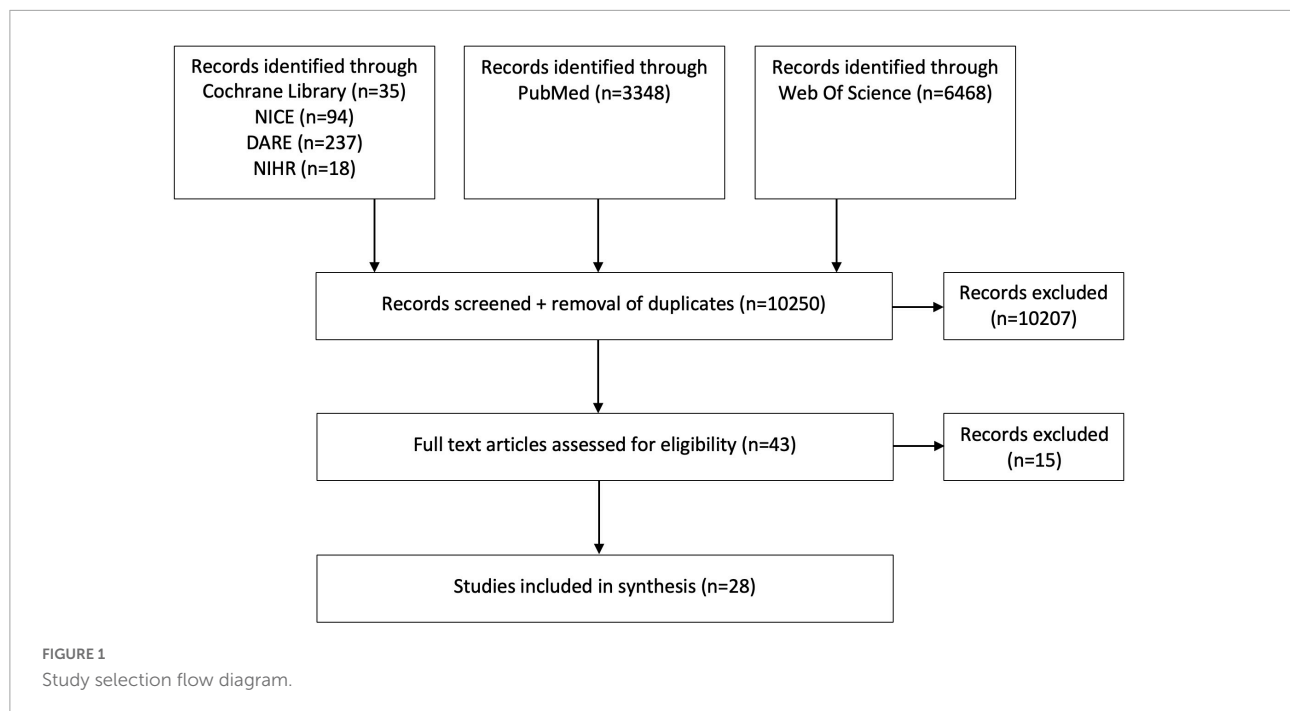 Records identified through
Cochrane Library (n=35)
NICE (n=94)
DARE (n=237)
NIHR (n=18)
Records identified through
PubMed (n=3348)
Records identified through
Web Of Science (n=6468)
Records screened + removal of duplicates (n=10250)
Records excluded
(n=10207)
Full text articles assessed for eligibility (n=43)
Records excluded
(n=15)
Studies included in synthesis (n=28)
FIGURE 1
Study selection flow diagram.